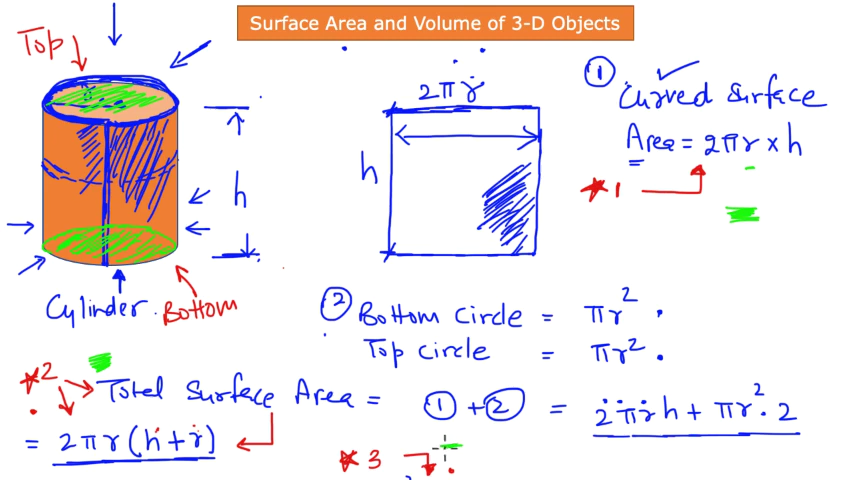 Surface Area and Volume of 3-D Objects
Top
2πr
① Curved Surface
Area = 2πr × h
h
h
★1
Cylinder. Bottom
② Bottom Circle = πr².
Top circle = πr².
★2
Total Surface Area = ① + ② = 2πrh + πr².2
= 2πr(h+r)
★3